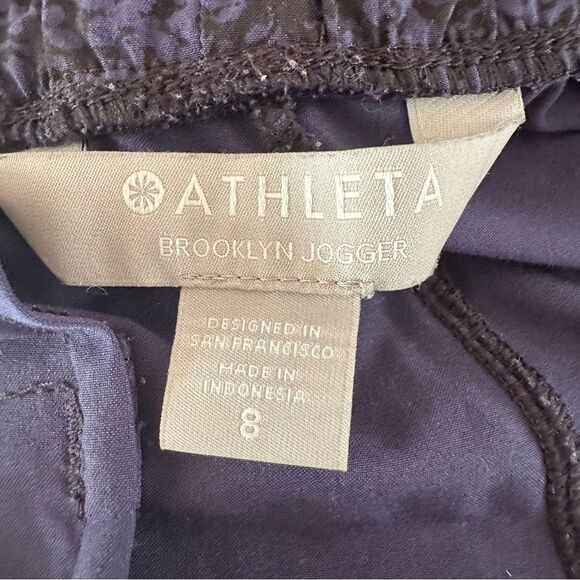 ATHLETA
BROOKLYN JOGGER
DESIGNED IN
SAN FRANCISCO
MADE IN
INDONESIA
8